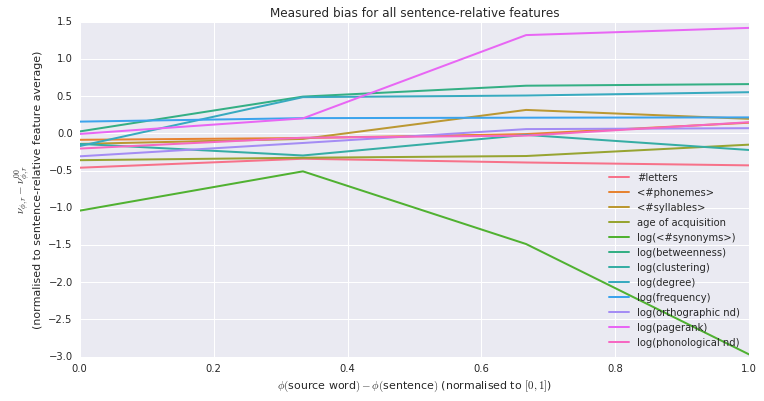 Measured bias for all sentence-relative features
ν_{ϕ,r} − ν^{00}_{ϕ,r}
(normalised to sentence-relative feature average)
1.5
1.0
0.5
0.0
−0.5
−1.0
−1.5
−2.0
−2.5
−3.0
#letters
<#phonemes>
<#syllables>
age of acquisition
log(<#synonyms>)
log(betweenness)
log(clustering)
log(degree)
log(frequency)
log(orthographic nd)
log(pagerank)
log(phonological nd)
0.0 0.2 0.4 0.6 0.8 1.0
ϕ(source word) − ϕ(sentence) (normalised to [0, 1])